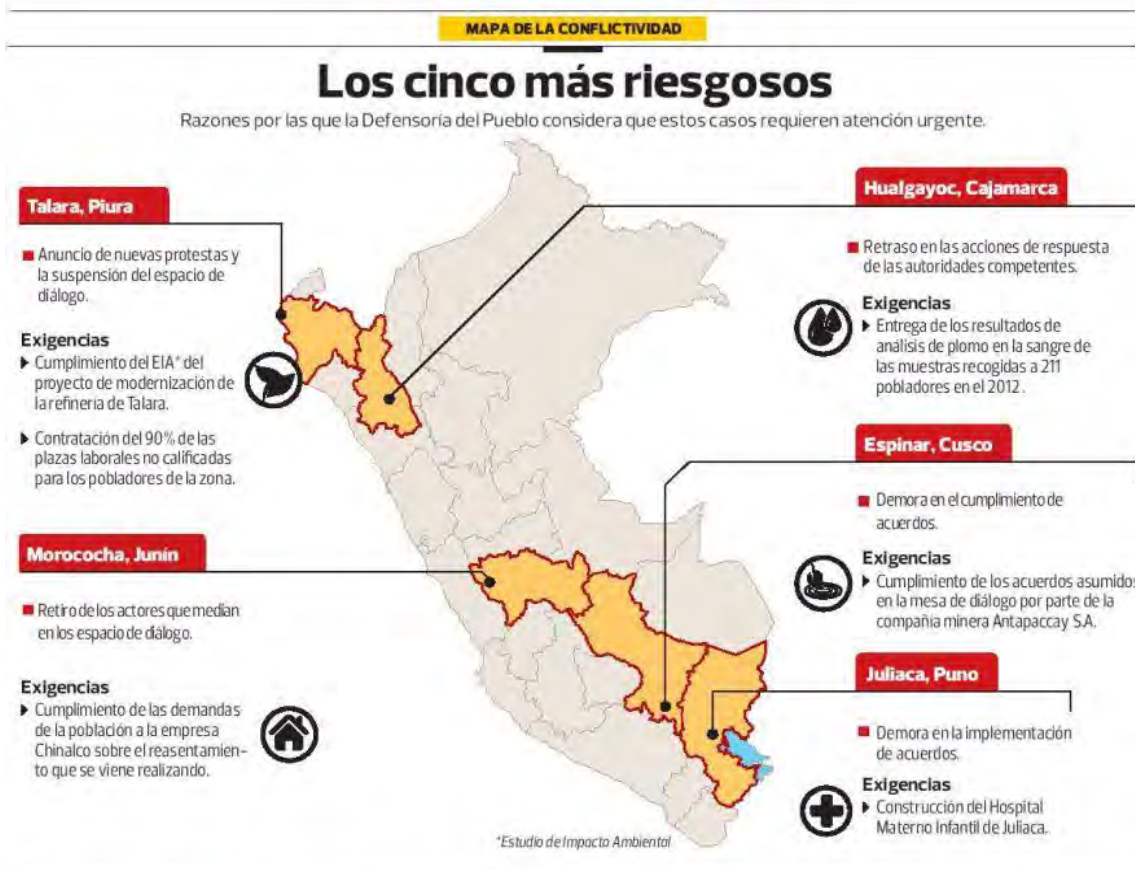 MAPA DE LA CONFLICTIVIDAD
Los cinco más riesgosos
Razones por las que la Defensoría del Pueblo considera que estos casos requieren atención urgente.
Talara, Piura
Anuncio de nuevas protestas y
la suspensión del espacio de
diálogo.
Exigencias
Cumplimiento del EIA* del
proyecto de modernización de
la refinería de Talara.
Contratación del 90% de las
plazas laborales no calificadas
para los pobladores de la zona.
Morococha, Junín
Retiro de los actores que median
en los espacio de diálogo.
Exigencias
Cumplimiento de las demandas
de la población a la empresa
Chinalco sobre el reasentamien-
to que se viene realizando.
Hualgayoc, Cajamarca
Retraso en las acciones de respuesta
de las autoridades competentes.
Exigencias
Entrega de los resultados de
análisis de plomo en la sangre de
las muestras recogidas a 211
pobladores en el 2012.
Espinar, Cusco
Demora en el cumplimiento de
acuerdos.
Exigencias
Cumplimiento de los acuerdos asumidos
en la mesa de diálogo por parte de la
compañía minera Antapaccay S.A.
Juliaca, Puno
Demora en la implementación
de acuerdos.
Exigencias
Construcción del Hospital
Materno Infantil de Juliaca.
*Estudio de Impacto Ambiental